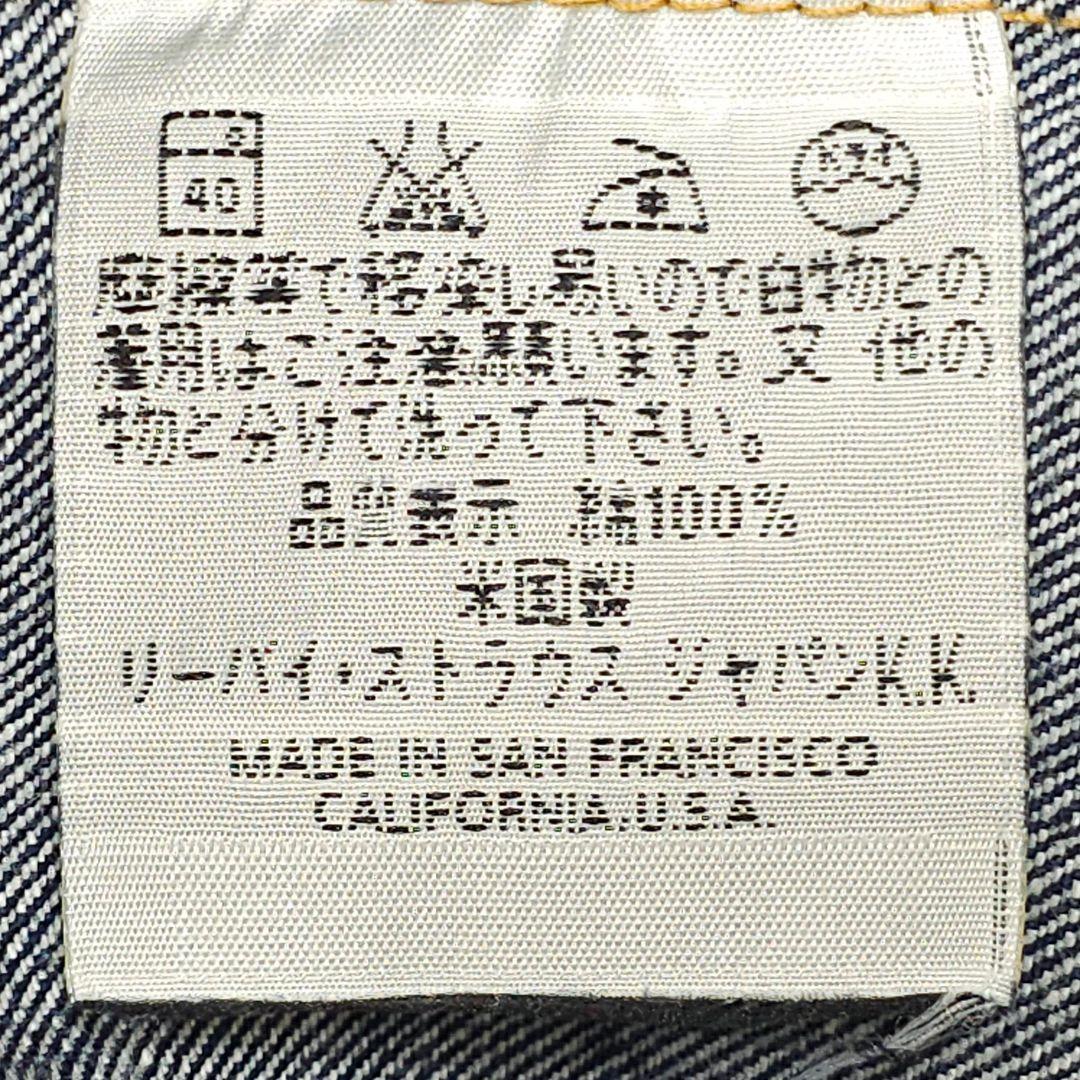 40
摩擦等で移染し易いので白物との
着用はご注意願います。又 他の
物と分けて洗って下さい。
品質表示 綿100%
米国製
リーバイ・ストラウス ジャパンK.K.
MADE IN SAN FRANCISCO
CALIFORNIA.U.S.A.